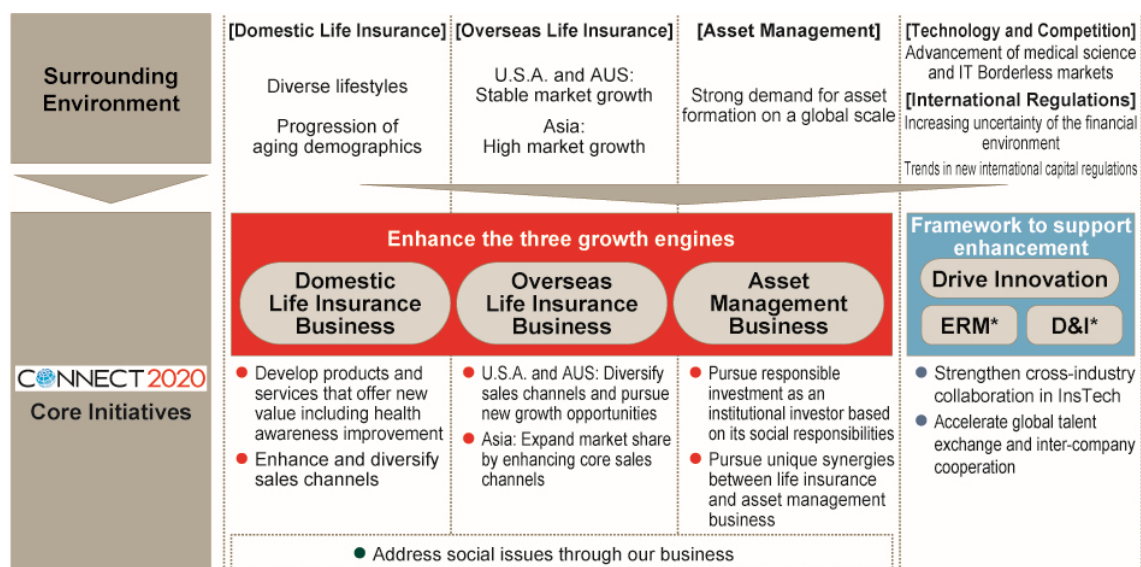 Surrounding
Environment
[Domestic Life Insurance]
Diverse lifestyles
Progression of
aging demographics
[Overseas Life Insurance]
U.S.A. and AUS:
Stable market growth
Asia:
High market growth
[Asset Management]
Strong demand for asset
formation on a global scale
[Technology and Competition]
Advancement of medical science
and IT Borderless markets
[International Regulations]
Increasing uncertainty of the financial
environment
Trends in new international capital regulations
CONNECT 2020
Core Initiatives
Enhance the three growth engines
Domestic
Life Insurance
Business
Overseas
Life Insurance
Business
Asset
Management
Business
Framework to support
enhancement
Drive Innovation
ERM*
D&I*
● Develop products and
services that offer new
value including health
awareness improvement
● Enhance and diversify
sales channels
● U.S.A. and AUS: Diversify
sales channels and pursue
new growth opportunities
● Asia: Expand market share
by enhancing core sales
channels
● Pursue responsible
investment as an
institutional investor based
on its social responsibilities
● Pursue unique synergies
between life insurance
and asset management
business
● Strengthen cross-industry
collaboration in InsTech
● Accelerate global talent
exchange and inter-company
cooperation
● Address social issues through our business